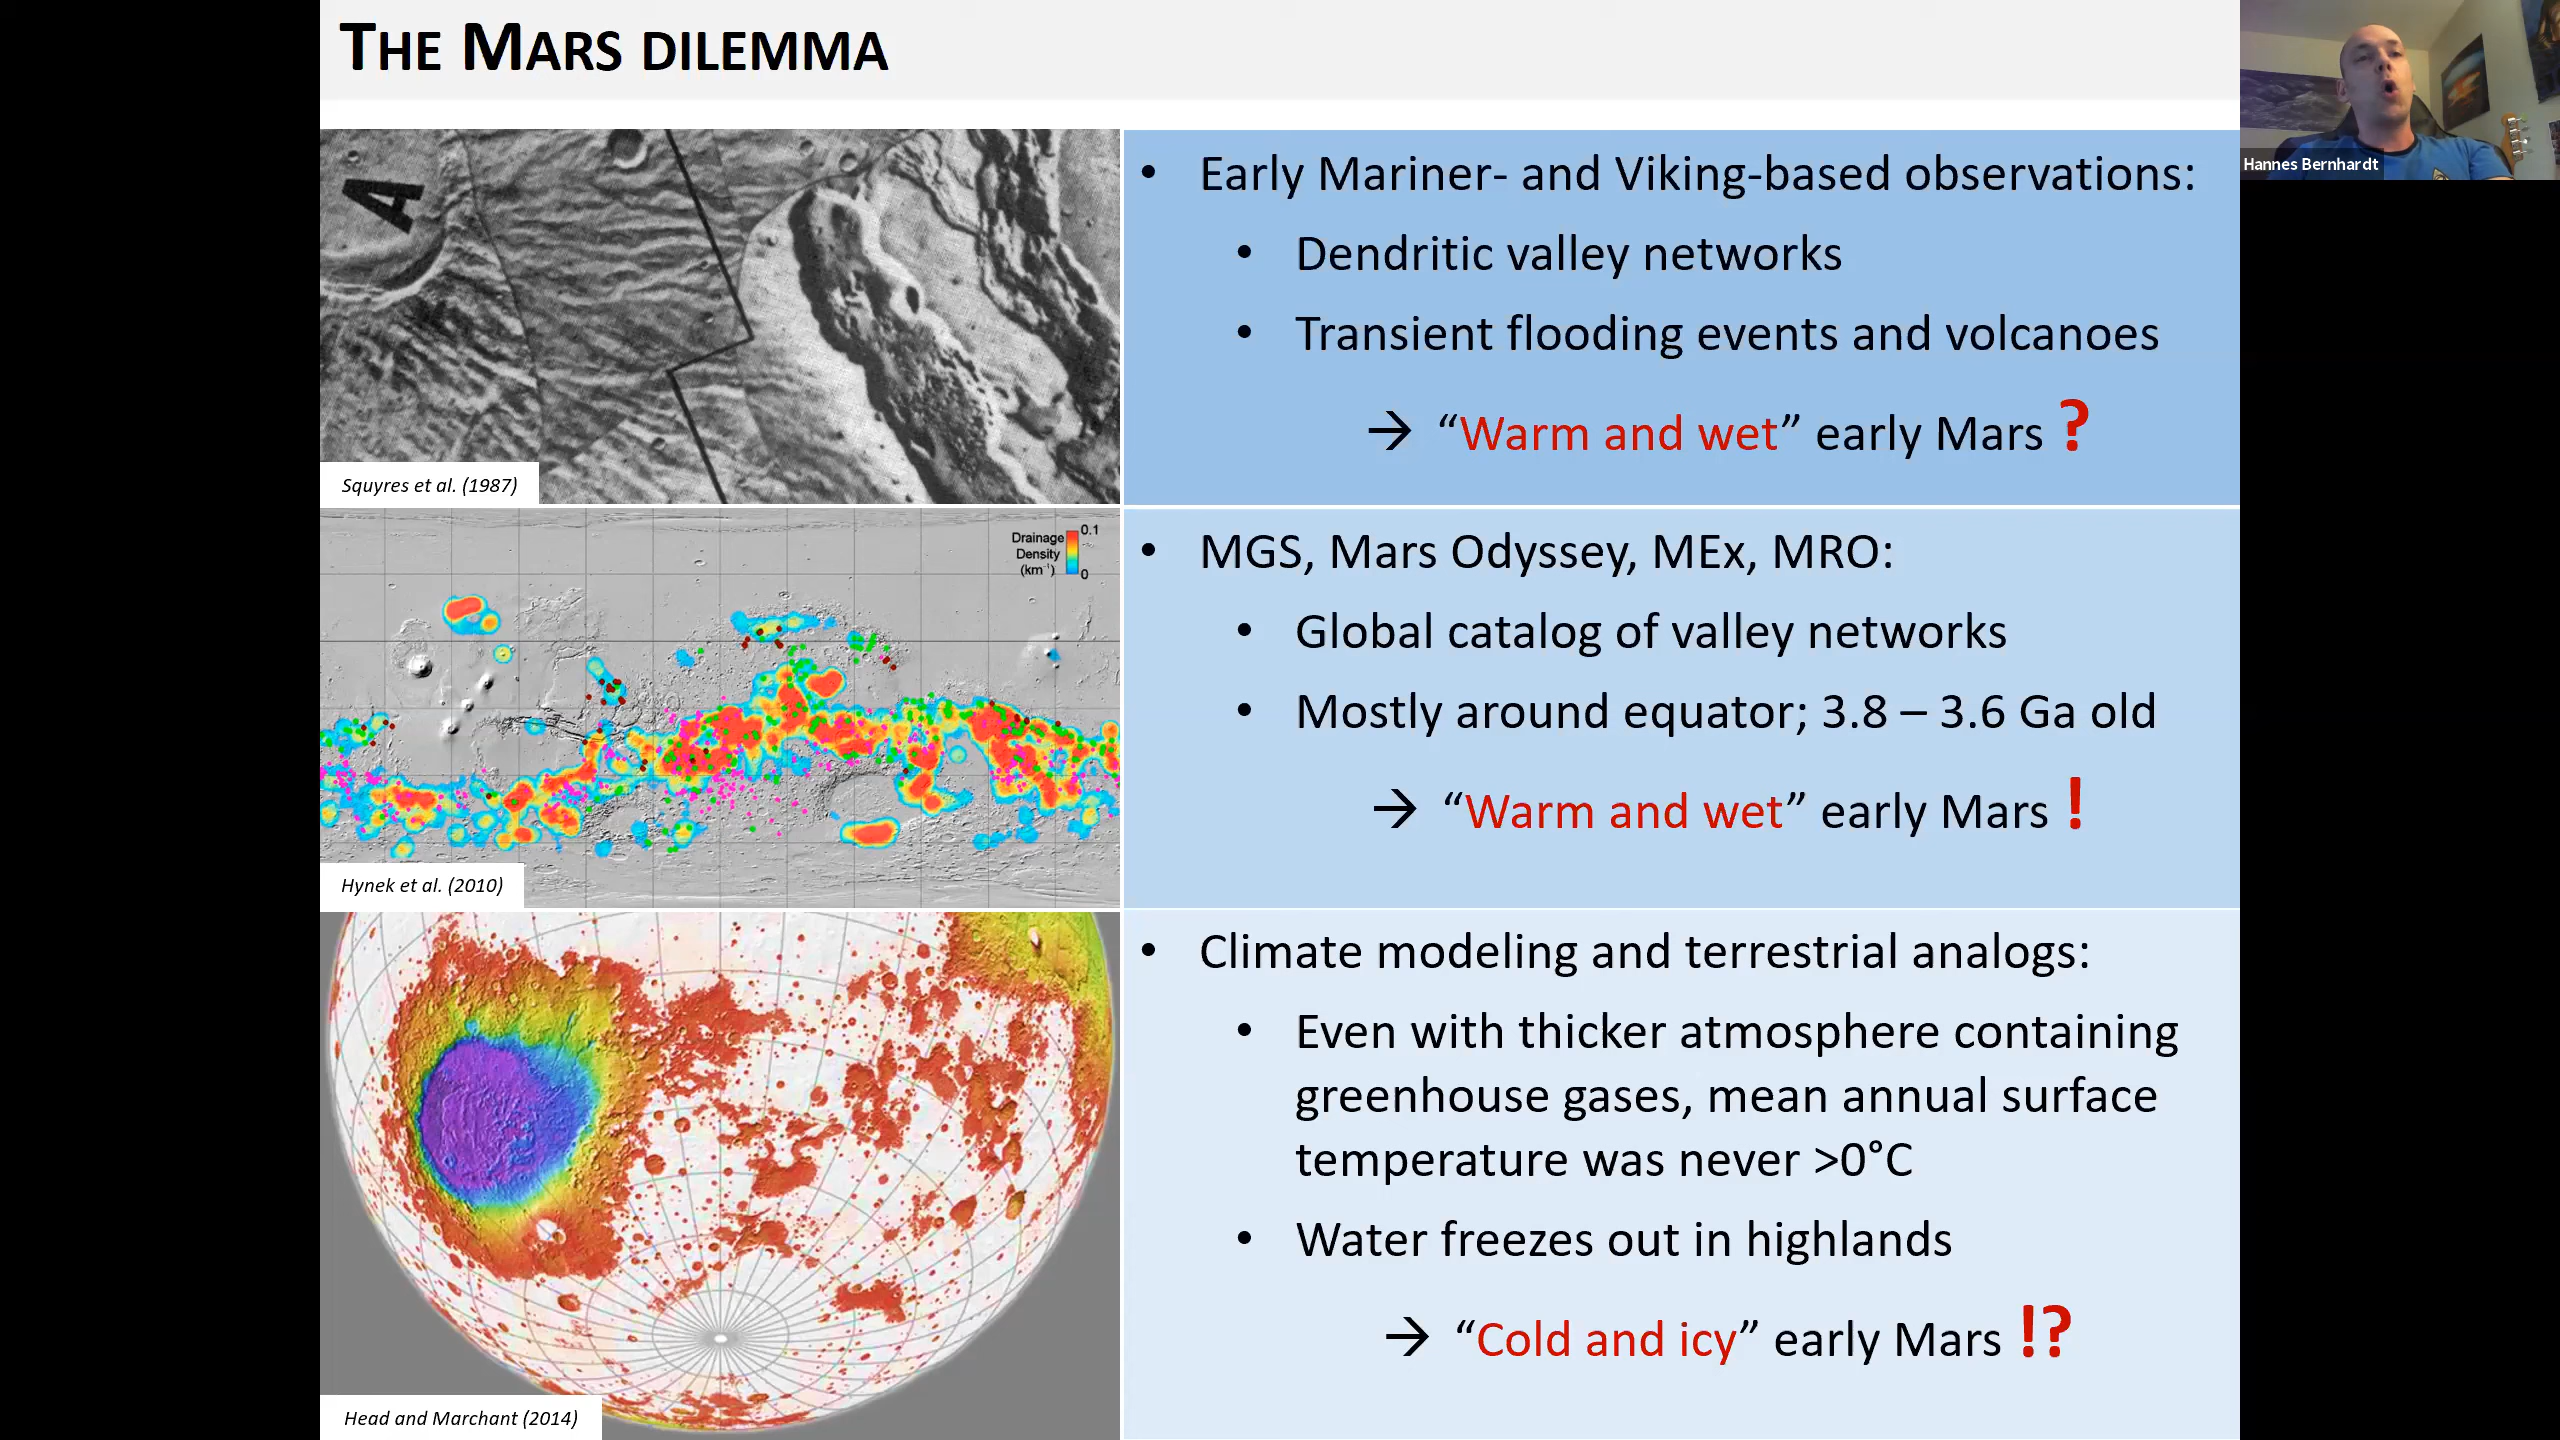 THE MARS DILEMMA
A
Squyres et al. (1987)
• Early Mariner- and Viking-based observations:
• Dendritic valley networks
• Transient flooding events and volcanoes
→ “Warm and wet” early Mars ?
Hannes Bernhardt
Drainage
Density
(km⁻¹)
0.1
0
Hynek et al. (2010)
• MGS, Mars Odyssey, MEx, MRO:
• Global catalog of valley networks
• Mostly around equator; 3.8 – 3.6 Ga old
→ “Warm and wet” early Mars !
Head and Marchant (2014)
• Climate modeling and terrestrial analogs:
• Even with thicker atmosphere containing
greenhouse gases, mean annual surface
temperature was never >0°C
• Water freezes out in highlands
→ “Cold and icy” early Mars !?